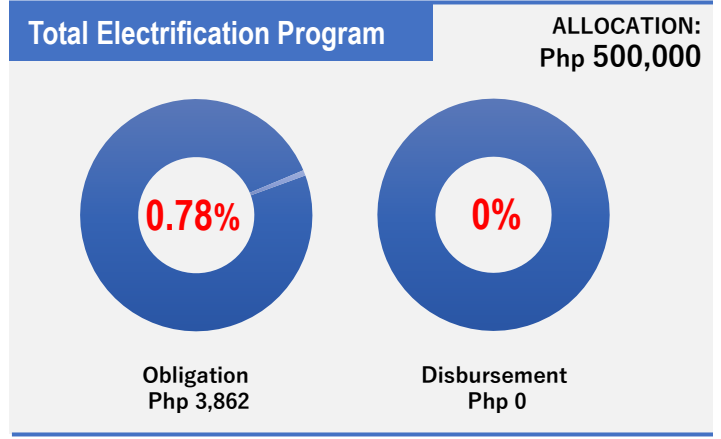 Total Electrification Program
ALLOCATION:
Php 500,000
0.78%
0%
Obligation
Php 3,862
Disbursement
Php 0